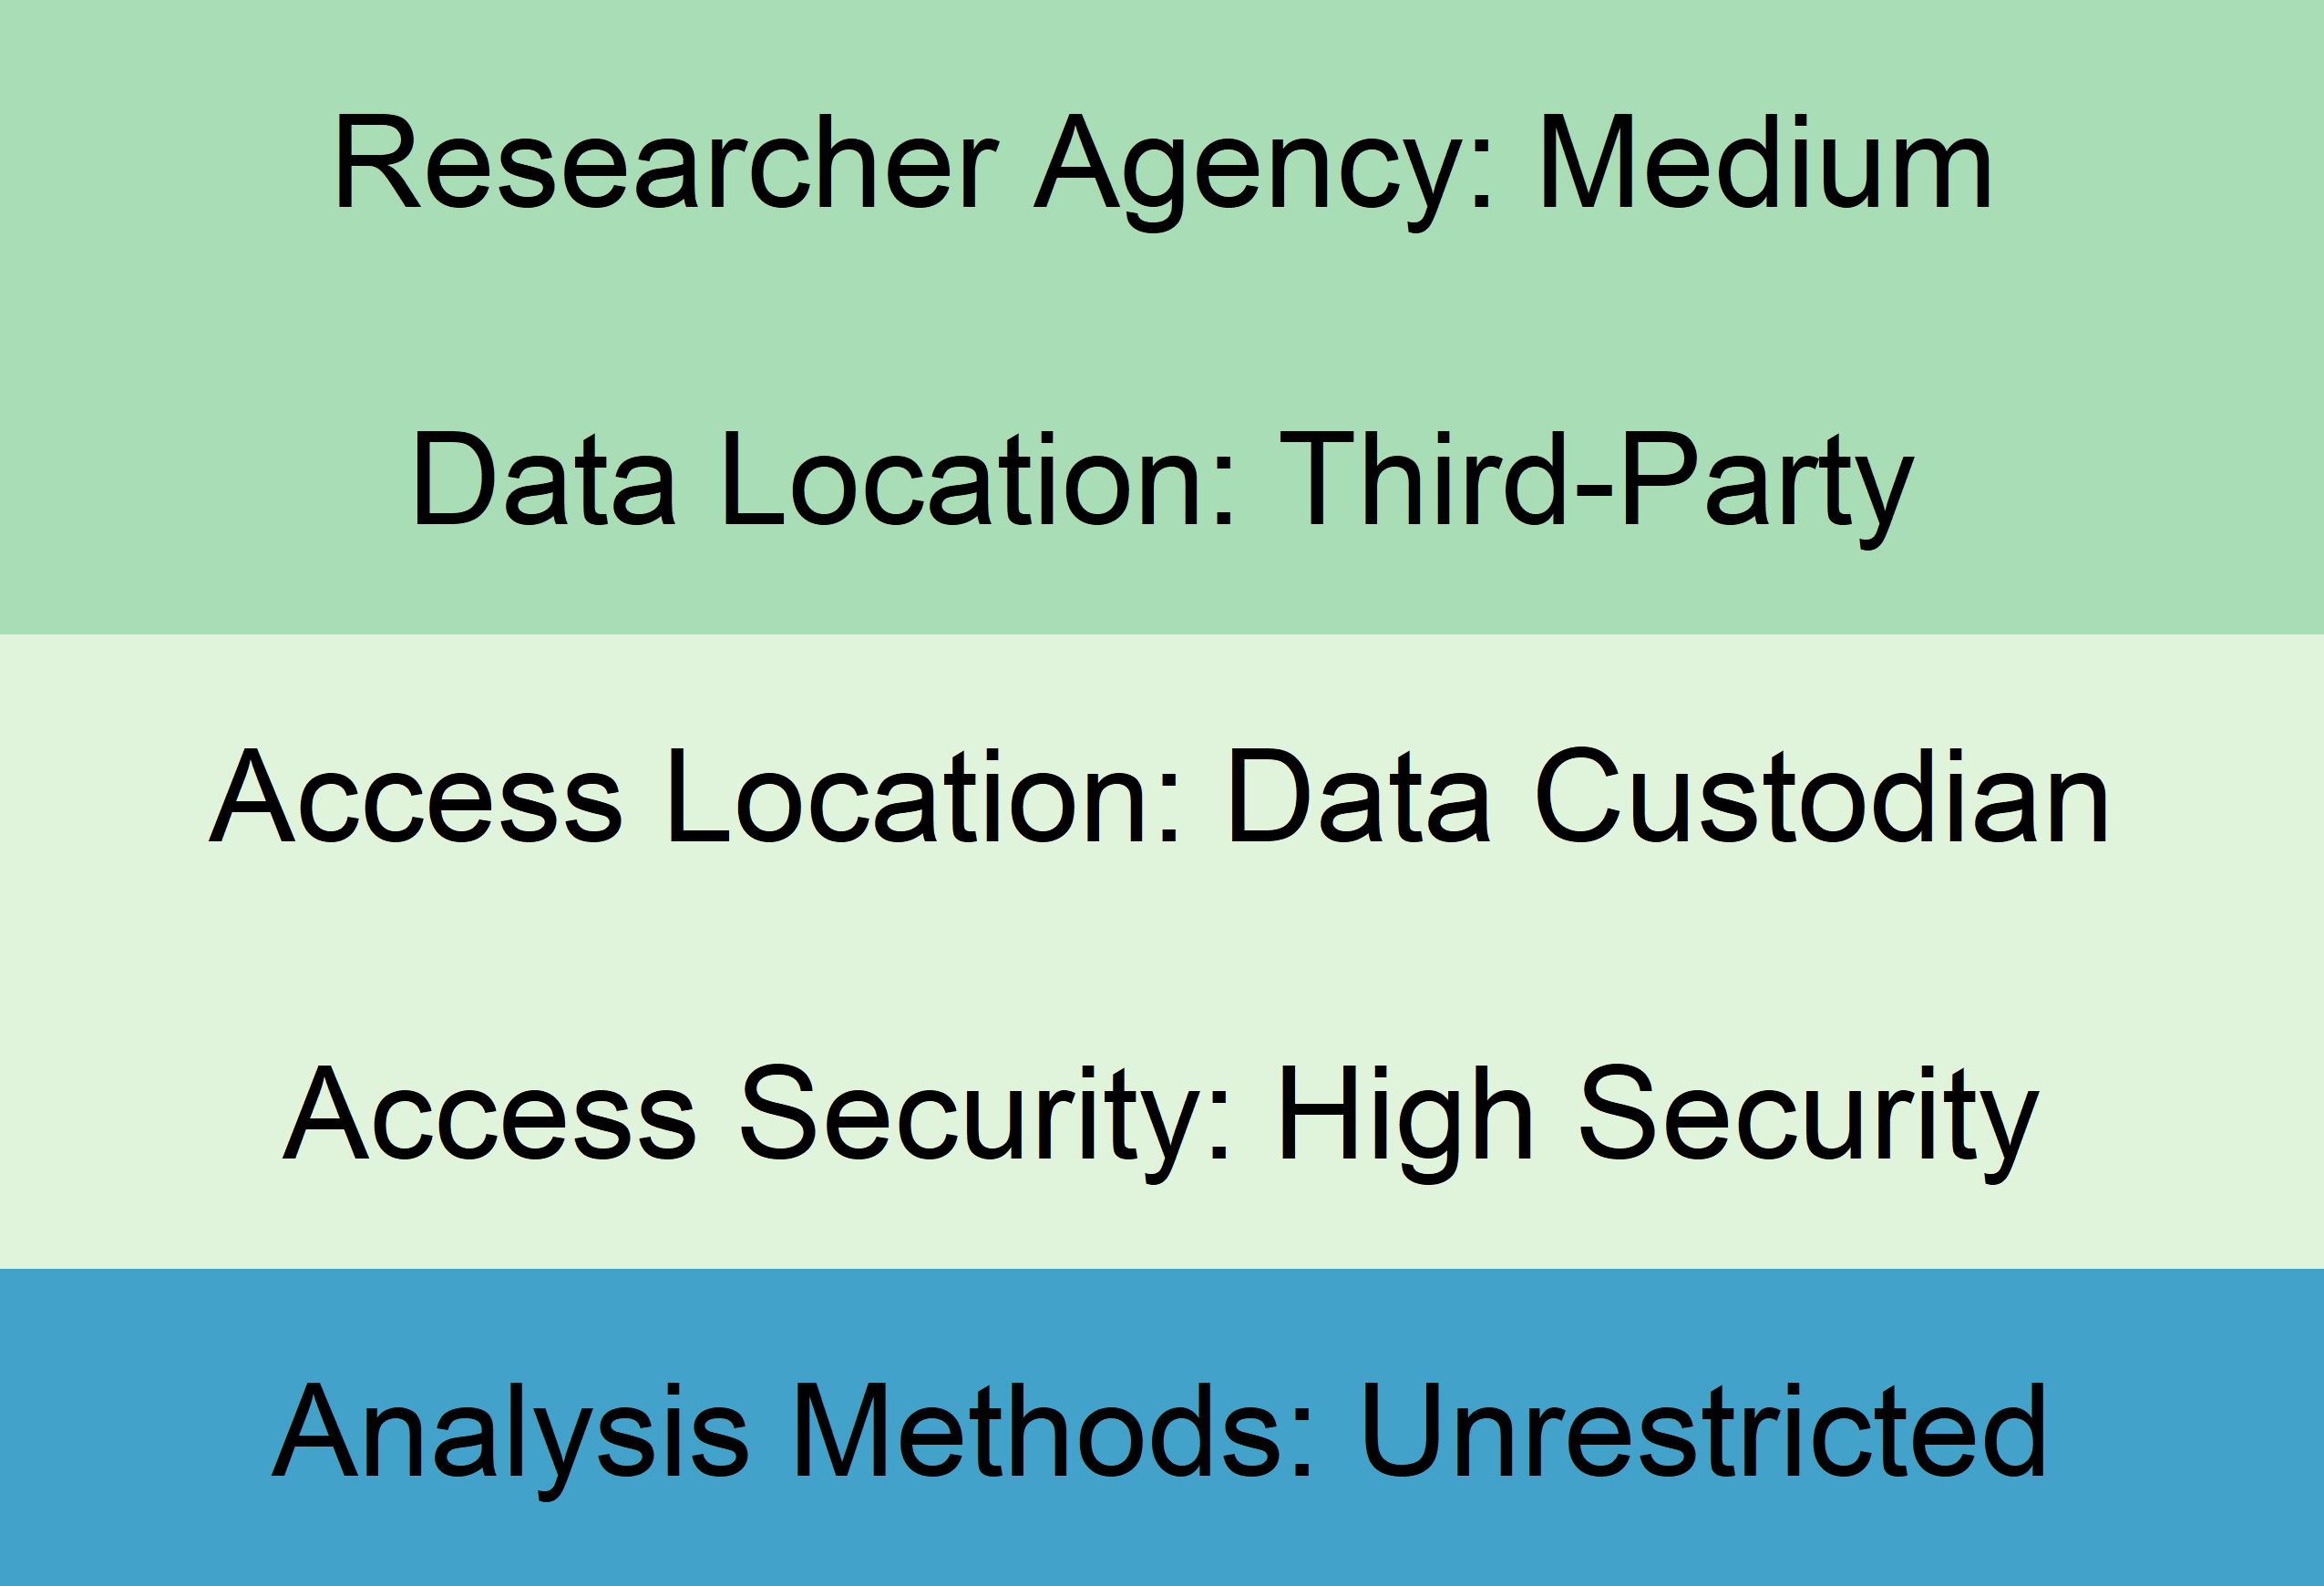 Researcher Agency: Medium
Data Location: Third-Party
Access Location: Data Custodian
Access Security: High Security
Analysis Methods: Unrestricted